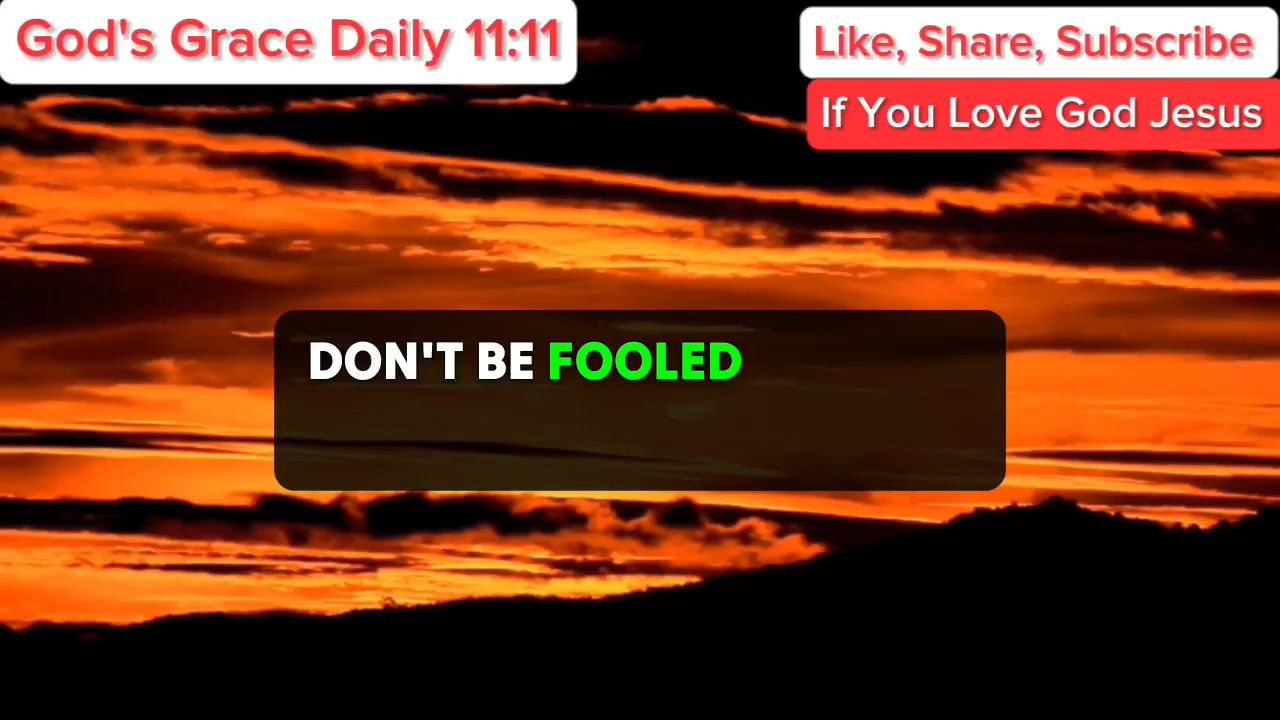 God's Grace Daily 11:11
Like, Share, Subscribe
If You Love God Jesus
DON'T BE FOOLED